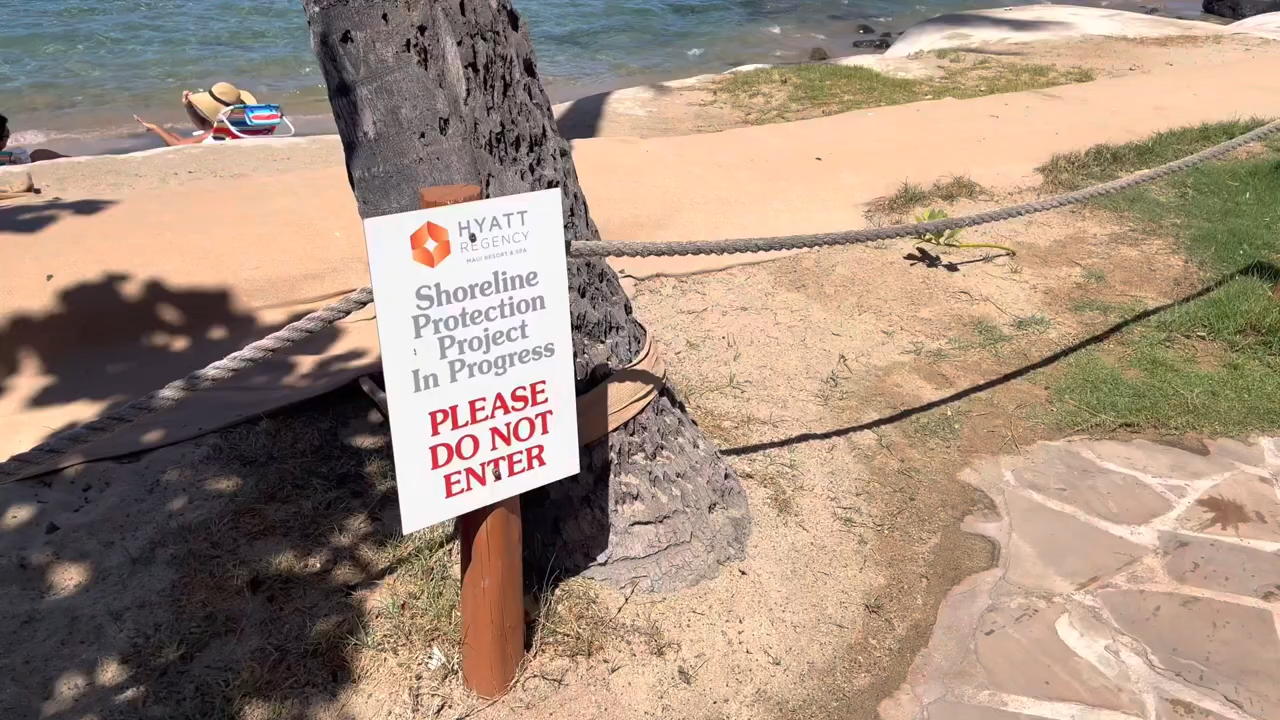 HYATT
REGENCY
MAUI RESORT & SPA
Shoreline
Protection
Project
In Progress
PLEASE
DO NOT
ENTER